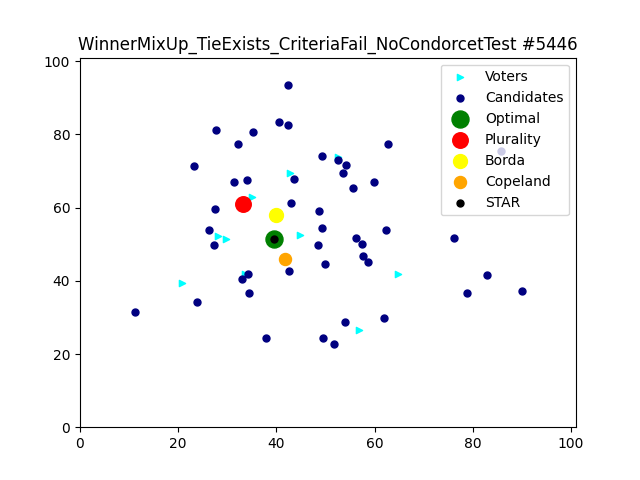 WinnerMixUp_TieExists_CriteriaFail_NoCondorcetTest #5446
100
80
60
40
20
0
0 20 40 60 80 100
Voters
Candidates
Optimal
Plurality
Borda
Copeland
STAR